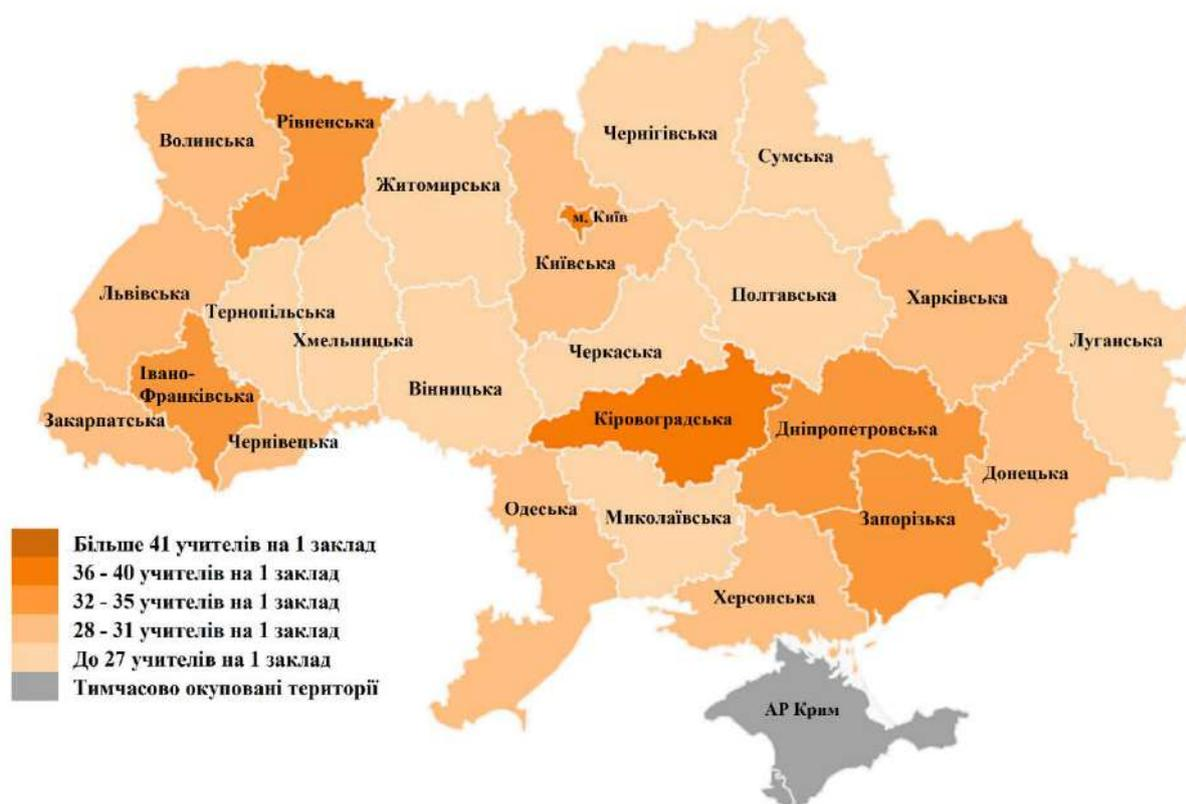 Волинська
Рівненська
Житомирська
Чернігівська
Сумська
м. Київ
Київська
Львівська
Тернопільська
Хмельницька
Вінницька
Черкаська
Полтавська
Харківська
Луганська
Івано-
Франківська
Закарпатська
Чернівецька
Кіровоградська
Дніпропетровська
Донецька
Одеська
Миколаївська
Запорізька
Херсонська
АР Крим
Більше 41 учителів на 1 заклад
36 - 40 учителів на 1 заклад
32 - 35 учителів на 1 заклад
28 - 31 учителів на 1 заклад
До 27 учителів на 1 заклад
Тимчасово окуповані території